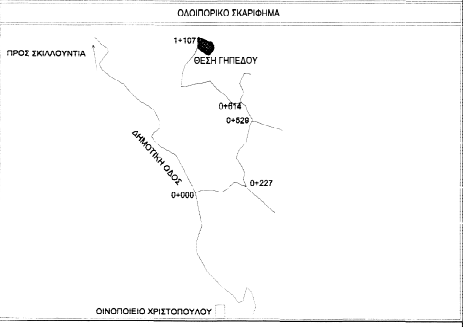 ΟΔΟΙΠΟΡΙΚΟ ΣΚΑΡΙΦΗΜΑ
1+107
ΠΡΟΣ ΣΚΙΛΛΟΥΝΤΙΑ
ΘΕΣΗ ΓΗΠΕΔΟΥ
0+614
0+529
ΔΗΜΟΤΙΚΗ ΟΔΟΣ
0+227
0+000
ΟΙΝΟΠΟΙΕΙΟ ΧΡΙΣΤΟΠΟΥΛΟΥ